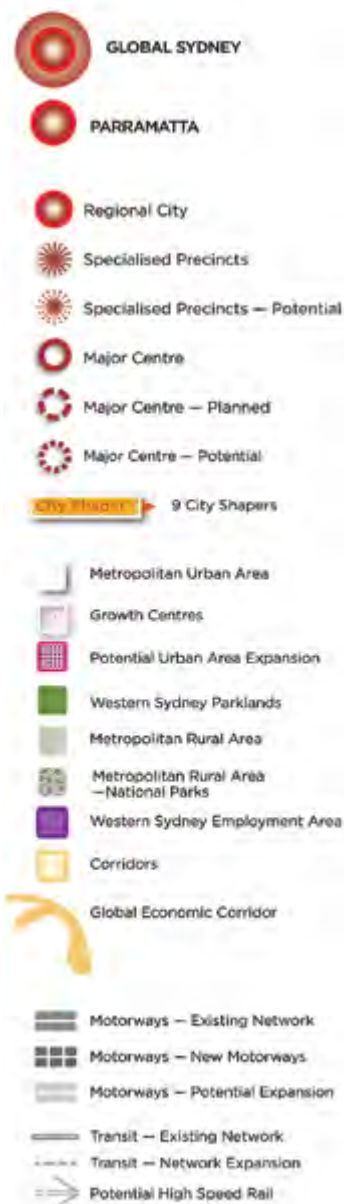 GLOBAL SYDNEY
PARRAMATTA
Regional City
Specialised Precincts
Specialised Precincts — Potential
Major Centre
Major Centre — Planned
Major Centre — Potential
City Shaper 9 City Shapers
Metropolitan Urban Area
Growth Centres
Potential Urban Area Expansion
Western Sydney Parklands
Metropolitan Rural Area
Metropolitan Rural Area
—National Parks
Western Sydney Employment Area
Corridors
Global Economic Corridor
Motorways — Existing Network
Motorways — New Motorways
Motorways — Potential Expansion
Transit — Existing Network
Transit — Network Expansion
Potential High Speed Rail